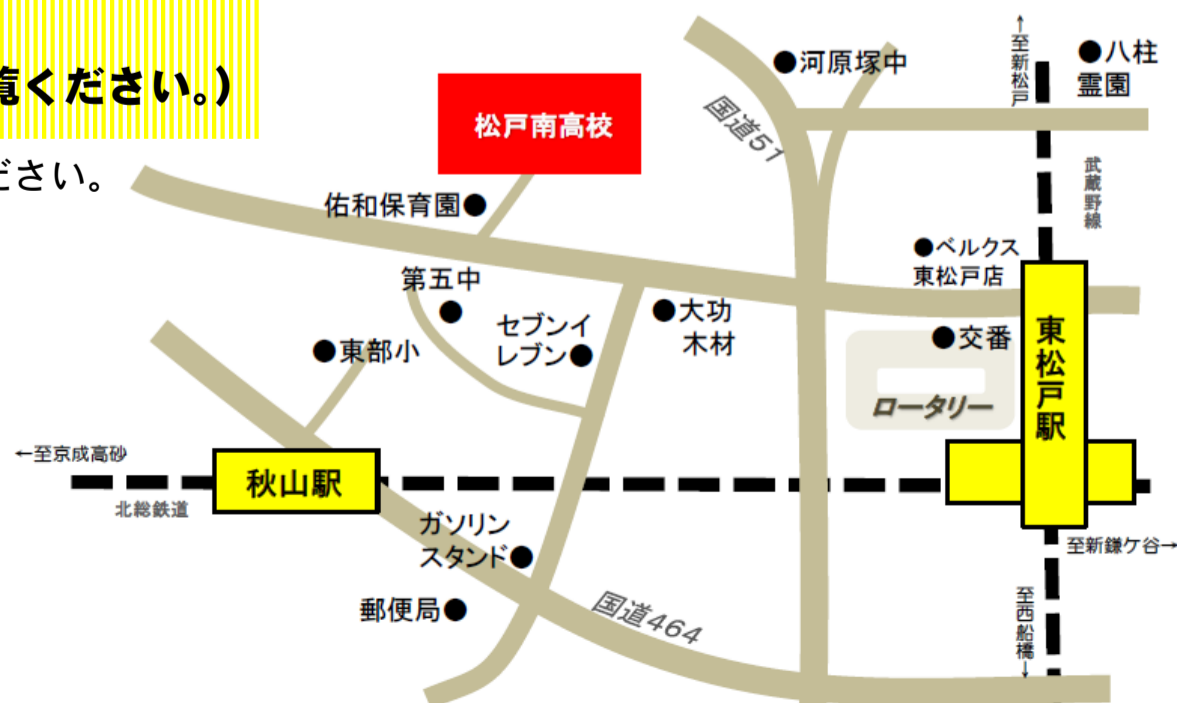 覧ください。）
ださい。
松戸南高校
●河原塚中
↑至新松戸
●八柱
霊園
国道51
武蔵野線
佑和保育園●
●ベルクス
東松戸店
第五中
●
セブンイ
レブン●
●大功
木材
●交番
東松戸駅
●東部小
ロータリー
←至京成高砂
秋山駅
北総鉄道
ガソリン
スタンド●
至新鎌ケ谷→
郵便局●
国道464
至西船橋→